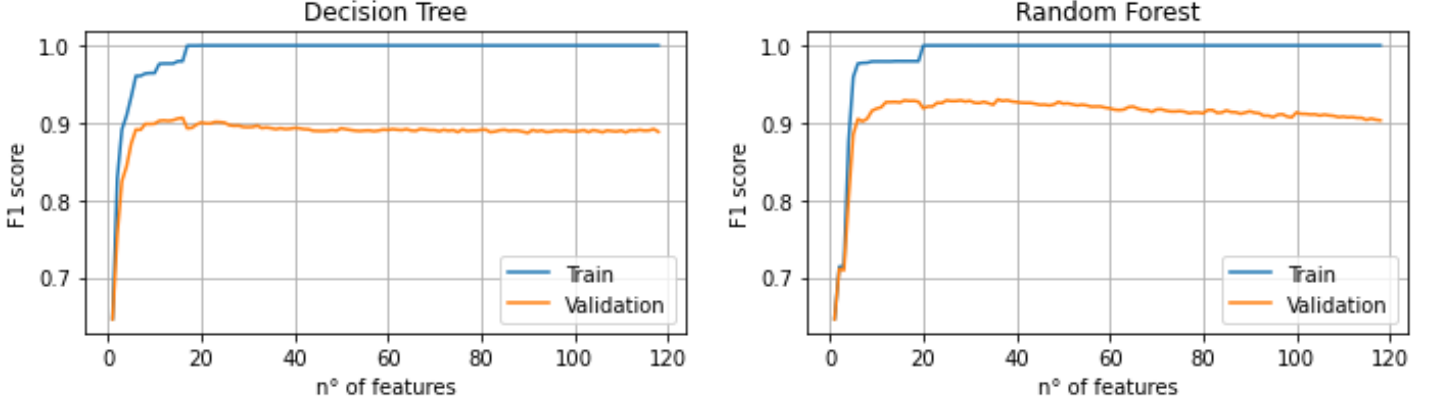 Decision Tree
F1 score
1.0
0.9
0.8
0.7
Train
Validation
0 20 40 60 80 100 120
n° of features
Random Forest
F1 score
1.0
0.9
0.8
0.7
Train
Validation
0 20 40 60 80 100 120
n° of features